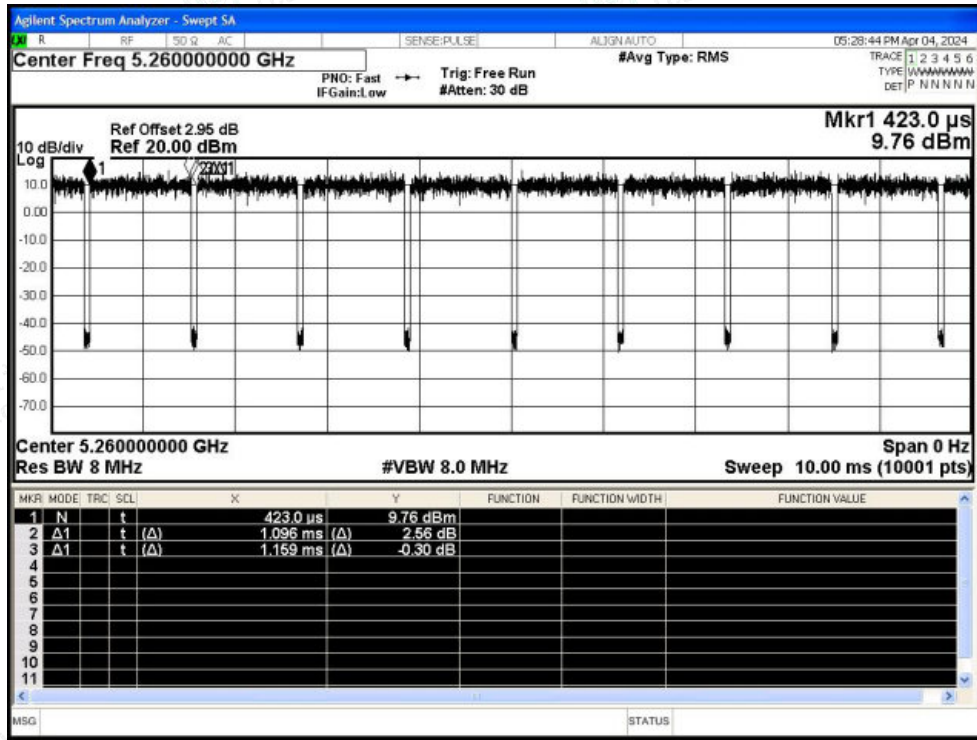 Agilent Spectrum Analyzer - Swept SA
LXI R RF 50 Ω AC SENSE:PULSE ALIGN AUTO 05:28:44 PM Apr 04, 2024
Center Freq 5.260000000 GHz #Avg Type: RMS TRACE 1 2 3 4 5 6
PNO: Fast Trig: Free Run TYPE WWWWWW
IFGain:Low #Atten: 30 dB DET P N N N N N
Mkr1 423.0 µs
Ref Offset 2.95 dB
10 dB/div Ref 20.00 dBm 9.76 dBm
Log
1
10.0
0.00
-10.0
-20.0
-30.0
-40.0
-50.0
-60.0
-70.0
Center 5.260000000 GHz Span 0 Hz
Res BW 8 MHz #VBW 8.0 MHz Sweep 10.00 ms (10001 pts)
MKR MODE TRC SCL X Y FUNCTION FUNCTION WIDTH FUNCTION VALUE
1 N t 423.0 µs 9.76 dBm
2 Δ1 t (Δ) 1.096 ms (Δ) 2.56 dB
3 Δ1 t (Δ) 1.159 ms (Δ) -0.30 dB
4
5
6
7
8
9
10
11
MSG STATUS